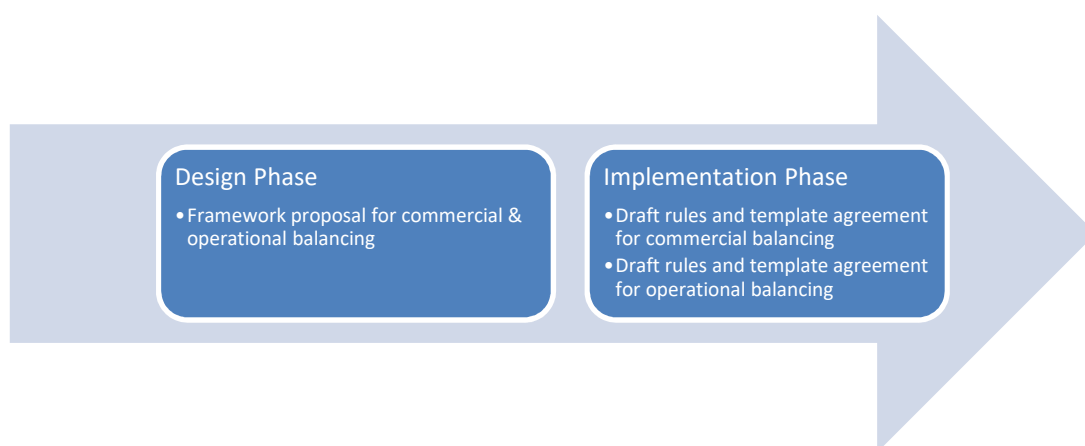 Design Phase
•Framework proposal for commercial &
operational balancing
Implementation Phase
•Draft rules and template agreement
for commercial balancing
•Draft rules and template agreement
for operational balancing